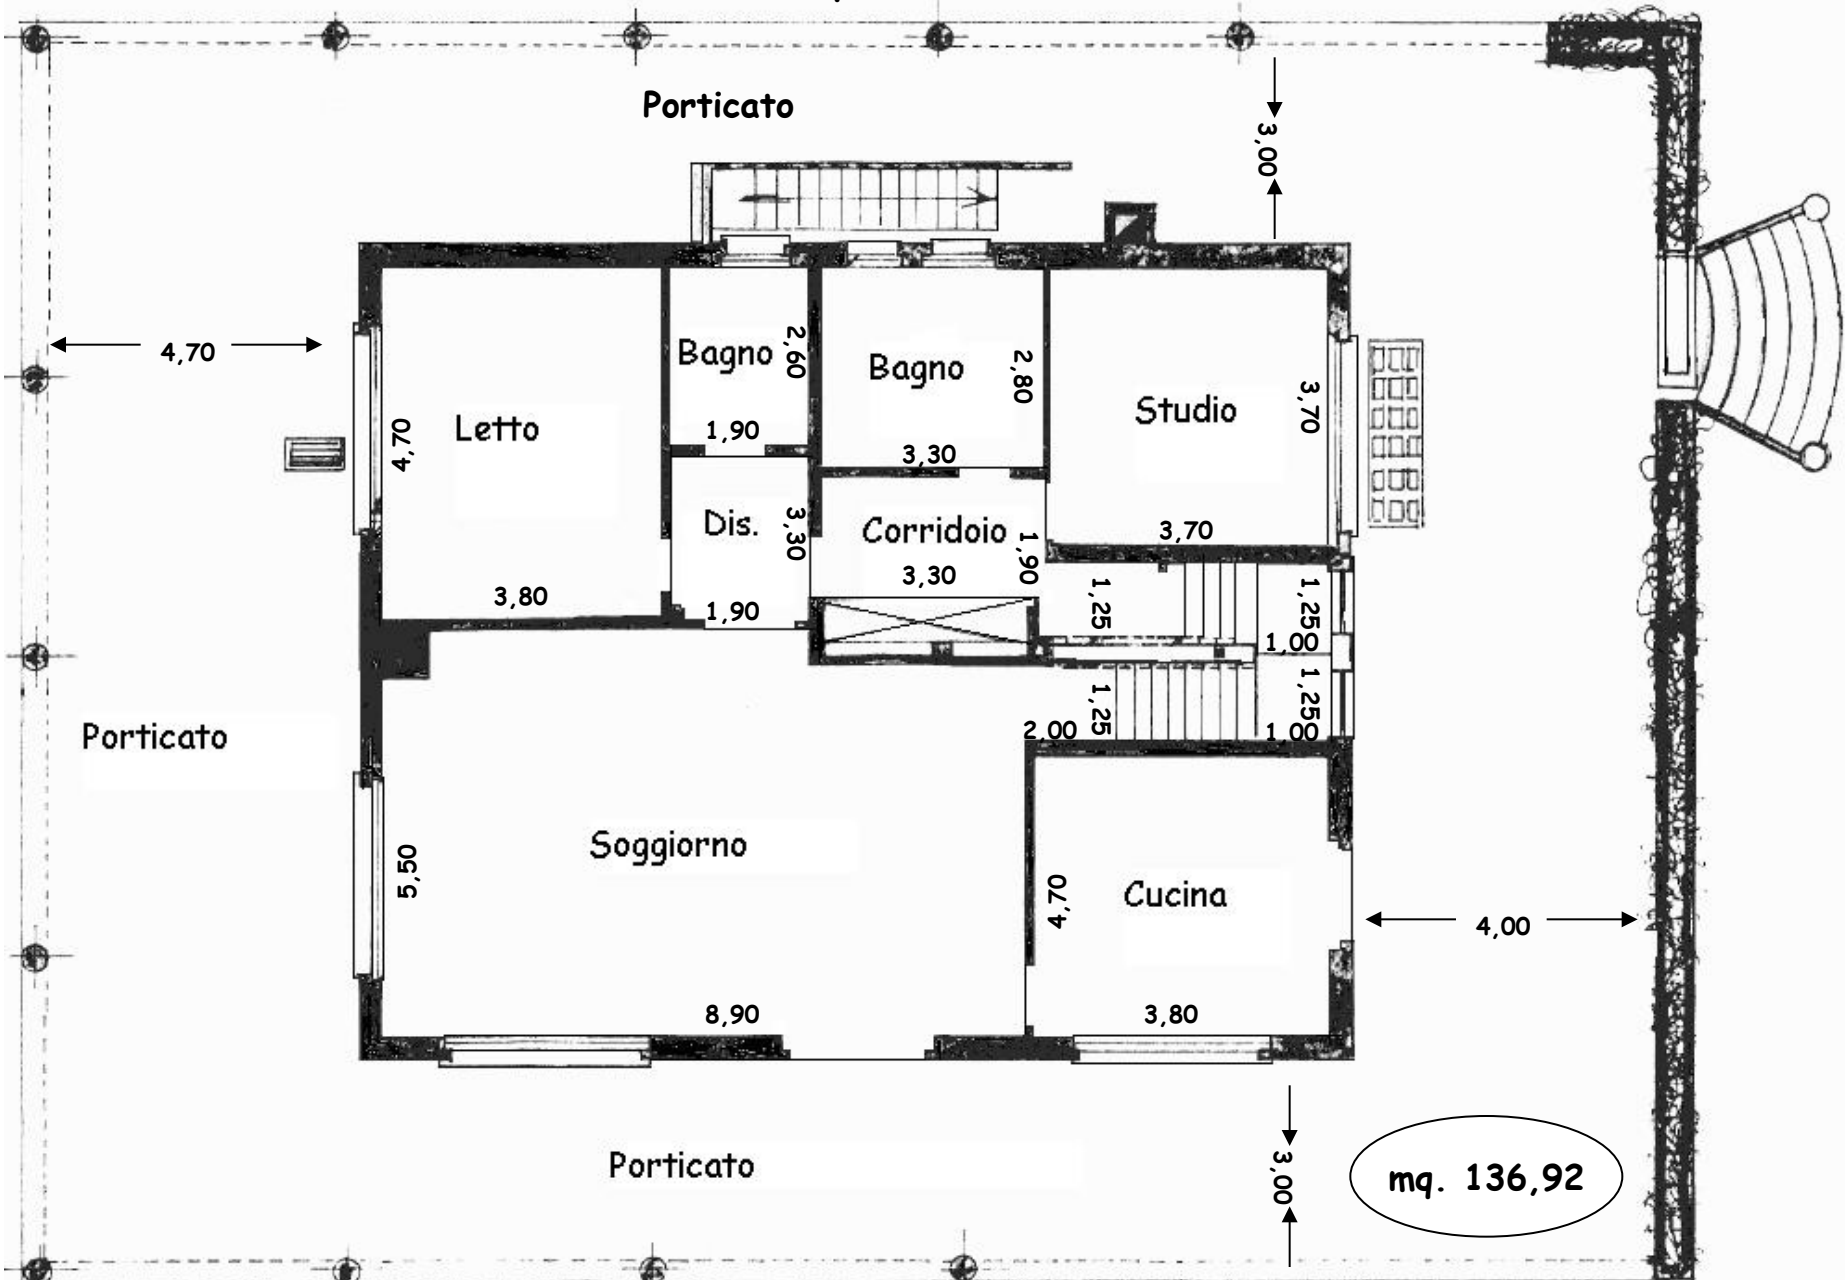 Porticato
3,00
4,70
Letto
4,70
3,80
Bagno
2,60
1,90
Bagno
2,80
3,30
Studio
3,70
3,70
Dis.
3,30
1,90
Corridoio
1,90
3,30
1,25
1,25
1,00
1,25
1,25
2,00
1,00
Porticato
Soggiorno
5,50
8,90
Cucina
4,70
3,80
4,00
Porticato
3,00
mq. 136,92